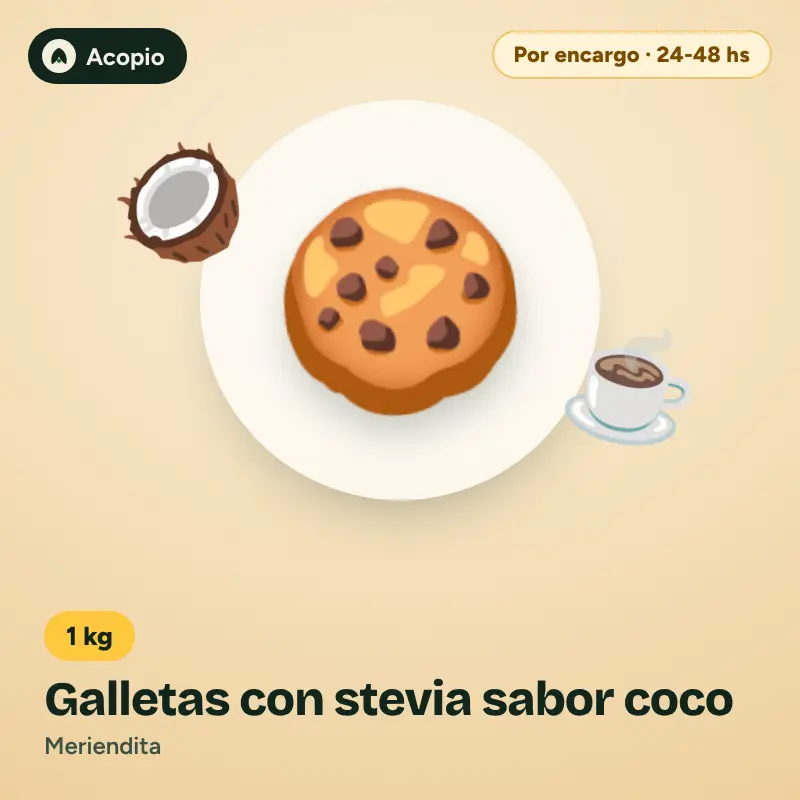 Acopio
Por encargo · 24-48 hs
1 kg
Galletas con stevia sabor coco
Meriendita